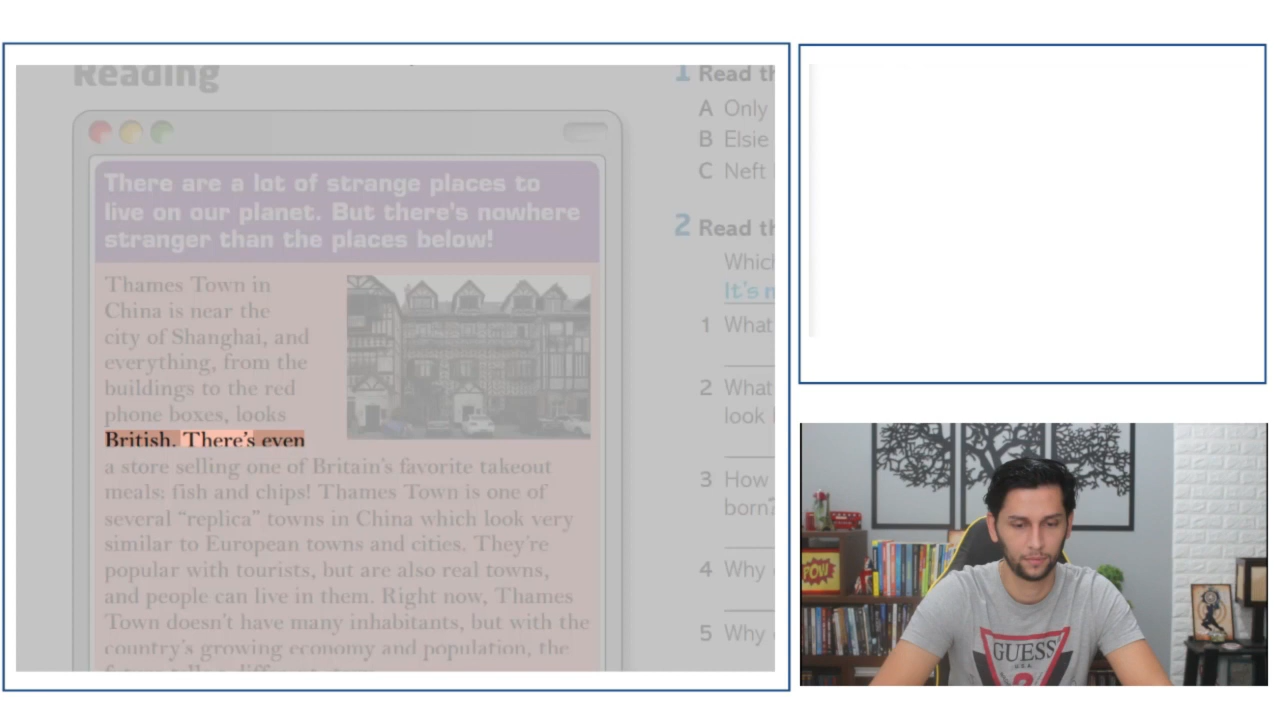 Reading
There are a lot of strange places to
live on our planet. But there's nowhere
stranger than the places below!
Thames Town in
China is near the
city of Shanghai, and
everything, from the
buildings to the red
phone boxes, looks
British. There's even
a store selling one of Britain's favorite takeout
meals: fish and chips! Thames Town is one of
several “replica” towns in China which look very
similar to European towns and cities. They're
popular with tourists, but are also real towns,
and people can live in them. Right now, Thames
Town doesn't have many inhabitants, but with the
country's growing economy and population, the
1 Read th
A Only
B Elsie
C Neft
2 Read th
Which
It's n
1 What
2 What
look
3 How
born?
4 Why
5 Why
POW!
GUESS
U.S.A.